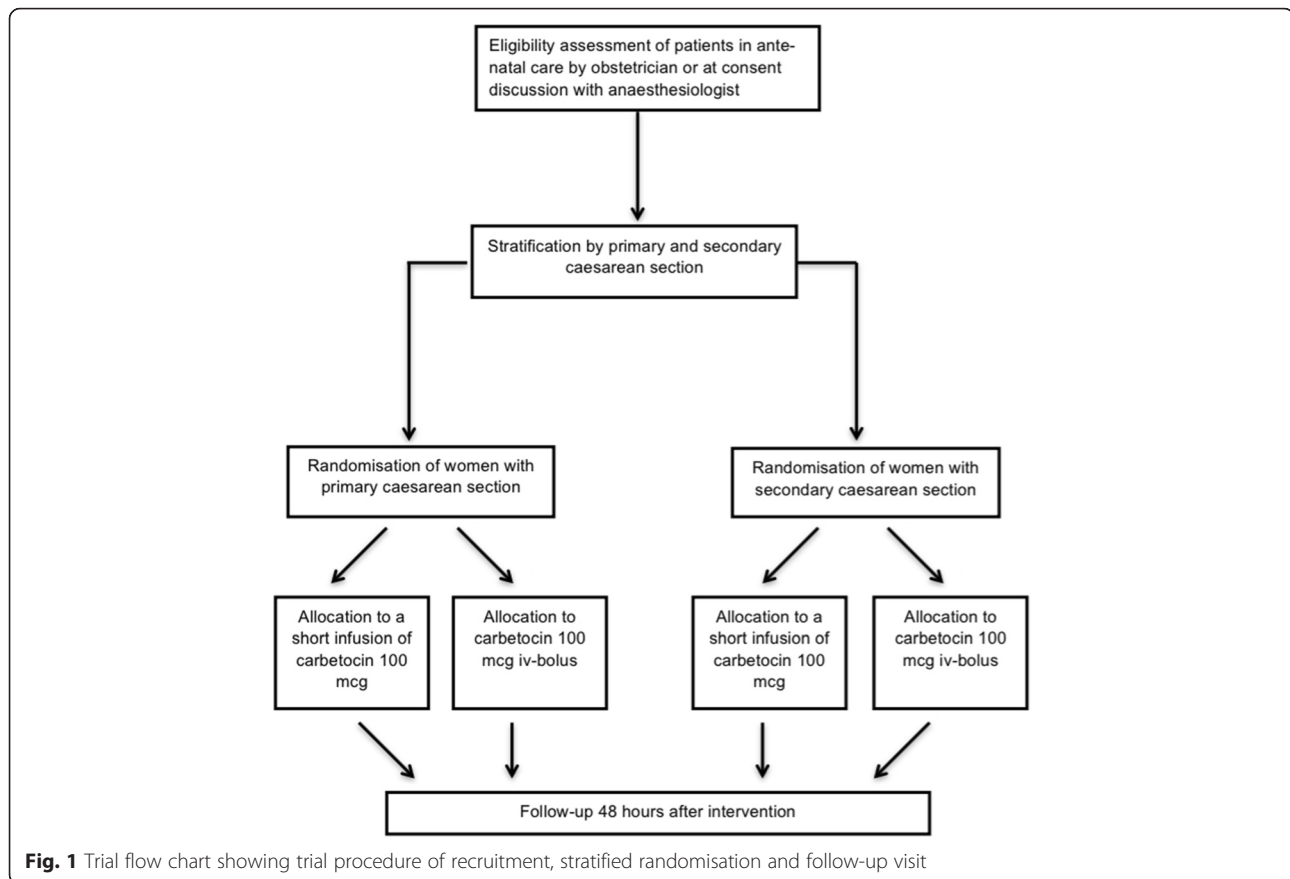 Eligibility assessment of patients in ante-
natal care by obstetrician or at consent
discussion with anaesthesiologist
Stratification by primary and secondary
caesarean section
Randomisation of women with
primary caesarean section
Randomisation of women with
secondary caesarean section
Allocation to a
short infusion of
carbetocin 100
mcg
Allocation to
carbetocin 100
mcg iv-bolus
Allocation to a
short infusion of
carbetocin 100
mcg
Allocation to
carbetocin 100
mcg iv-bolus
Follow-up 48 hours after intervention
Fig. 1 Trial flow chart showing trial procedure of recruitment, stratified randomisation and follow-up visit